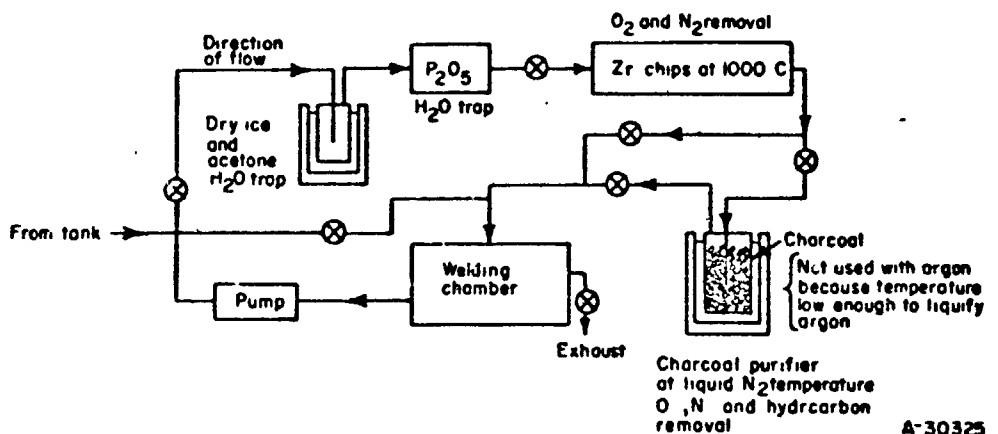 O2 and N2 removal
Direction
of flow
P2O5
Zr chips at 1000 C
H2O trap
Dry ice
and
acetone
H2O trap
From tank
Charcoal
Welding
chamber
Not used with argon
because temperature
low enough to liquify
argon
Pump
Exhaust
Charcoal purifier
at liquid N2 temperature
O , N and hydrcarbon
removal
A-30325